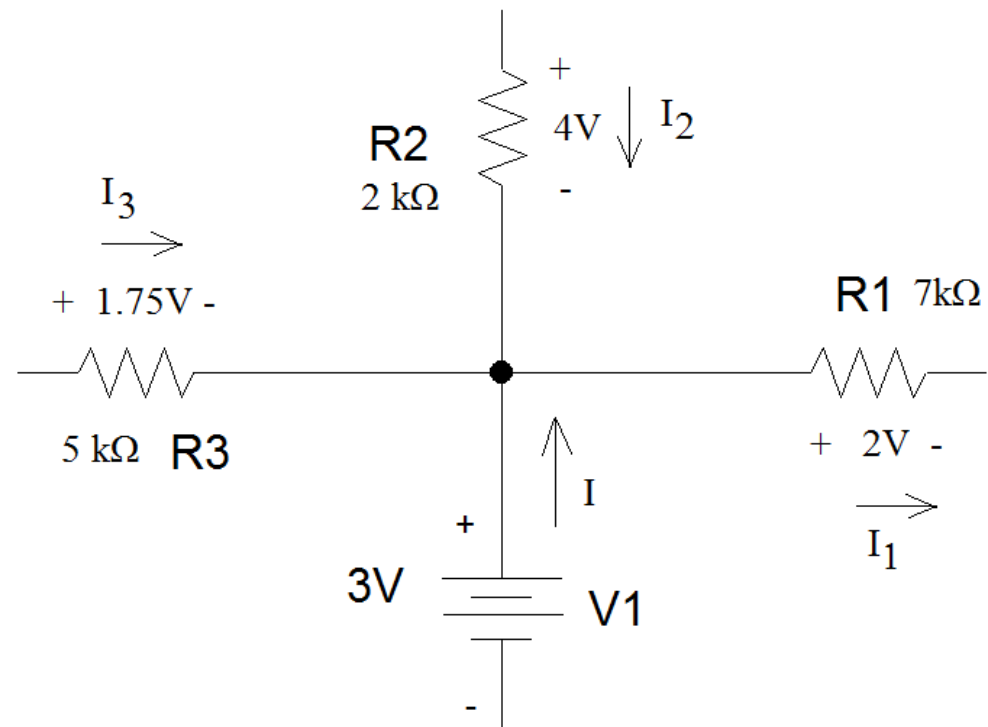 +
4V
-
I2
R2
2 kΩ
I3
+ 1.75V -
5 kΩ R3
R1 7kΩ
+ 2V -
I1
I
+
3V
V1
-